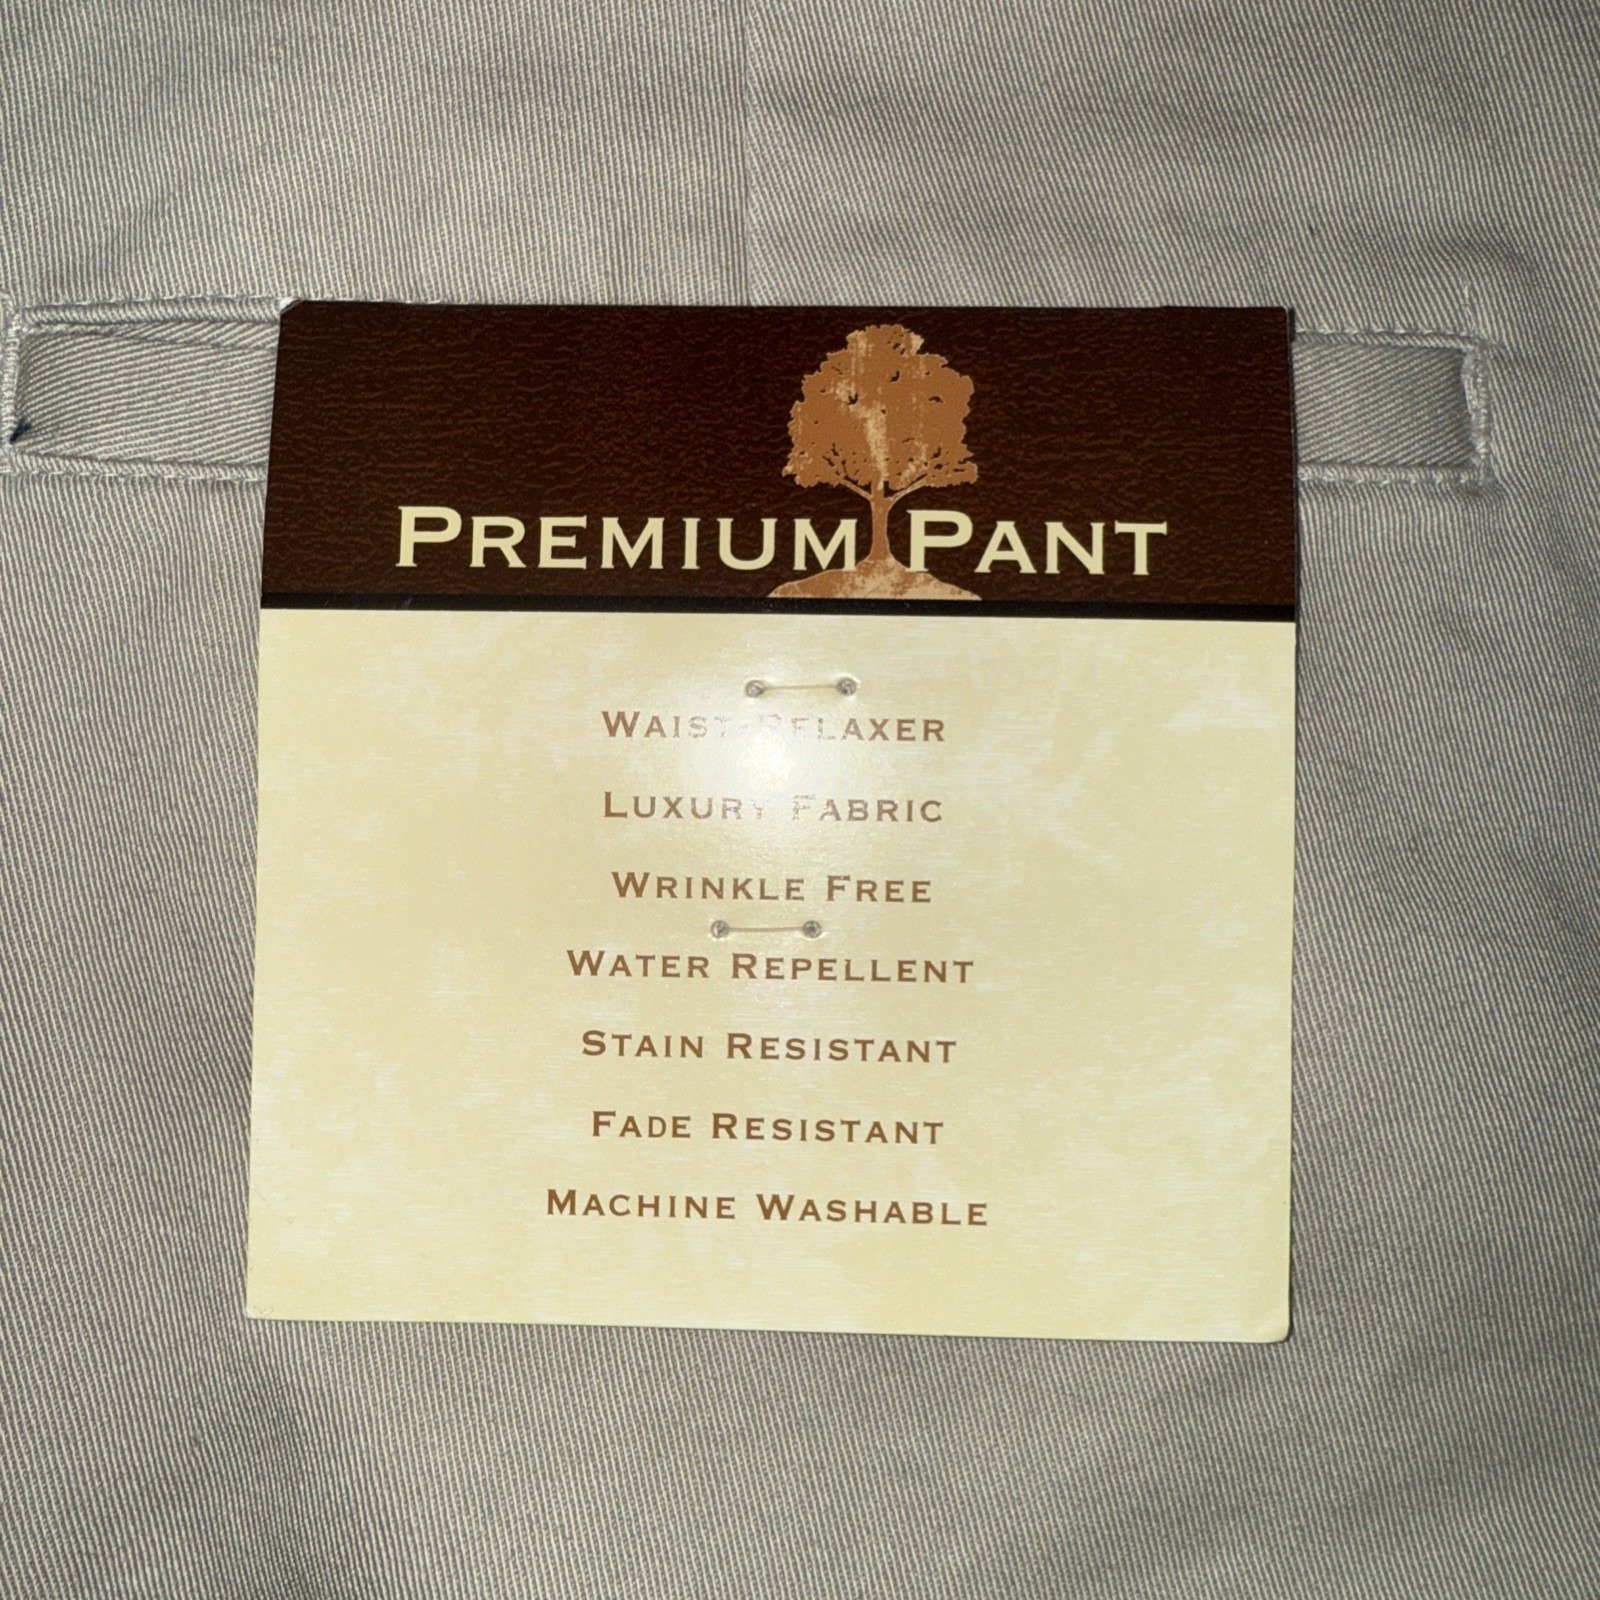 PREMIUM PANT
WAIST RELAXER
LUXURY FABRIC
WRINKLE FREE
WATER REPELLENT
STAIN RESISTANT
FADE RESISTANT
MACHINE WASHABLE